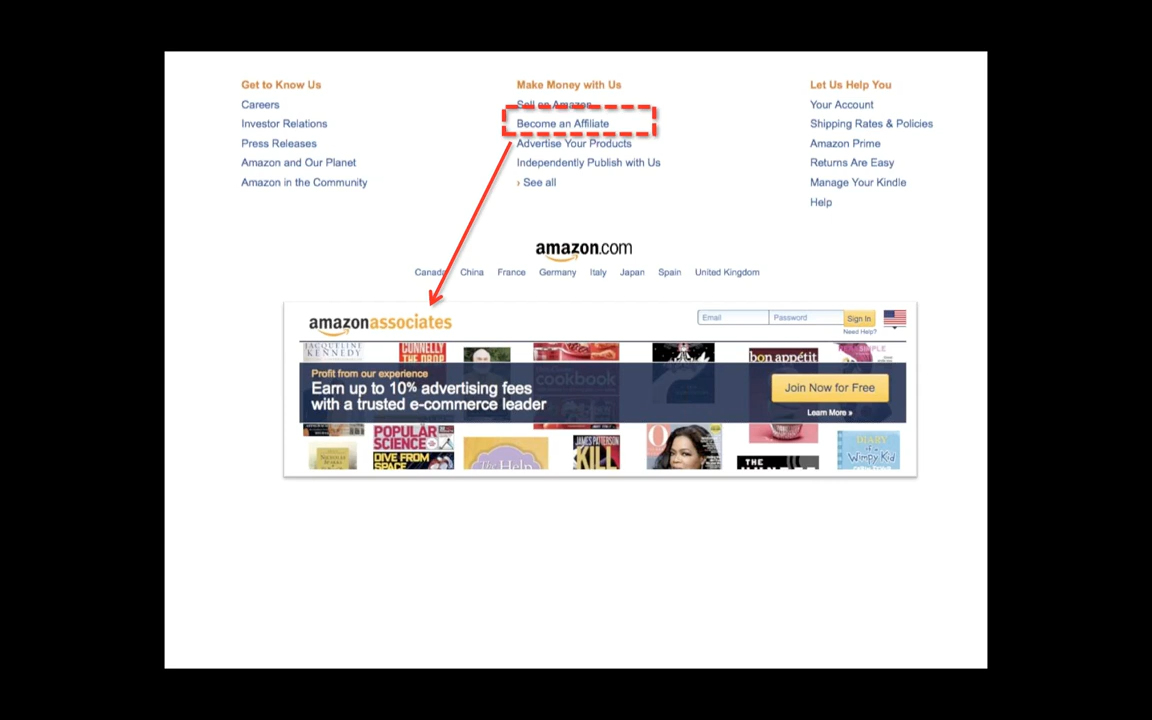 Get to Know Us
Careers
Investor Relations
Press Releases
Amazon and Our Planet
Amazon in the Community
Make Money with Us
Sell on Amazon
Become an Affiliate
Advertise Your Products
Independently Publish with Us
› See all
Let Us Help You
Your Account
Shipping Rates & Policies
Amazon Prime
Returns Are Easy
Manage Your Kindle
Help
amazon.com
Canada China France Germany Italy Japan Spain United Kingdom
amazonassociates
Email Password Sign In
Need Help?
JACQUELINE
KENNEDY
CONNELLY
THE DROP
bon appétit
SIMPLE
cookbook
Profit from our experience
Earn up to 10% advertising fees
with a trusted e-commerce leader
Join Now for Free
Learn More »
POPULAR
SCIENCE
DIVE FROM
SPACE
The Help
JAMES PATTERSON
KILL
O
THE
DIARY
of a
Wimpy Kid